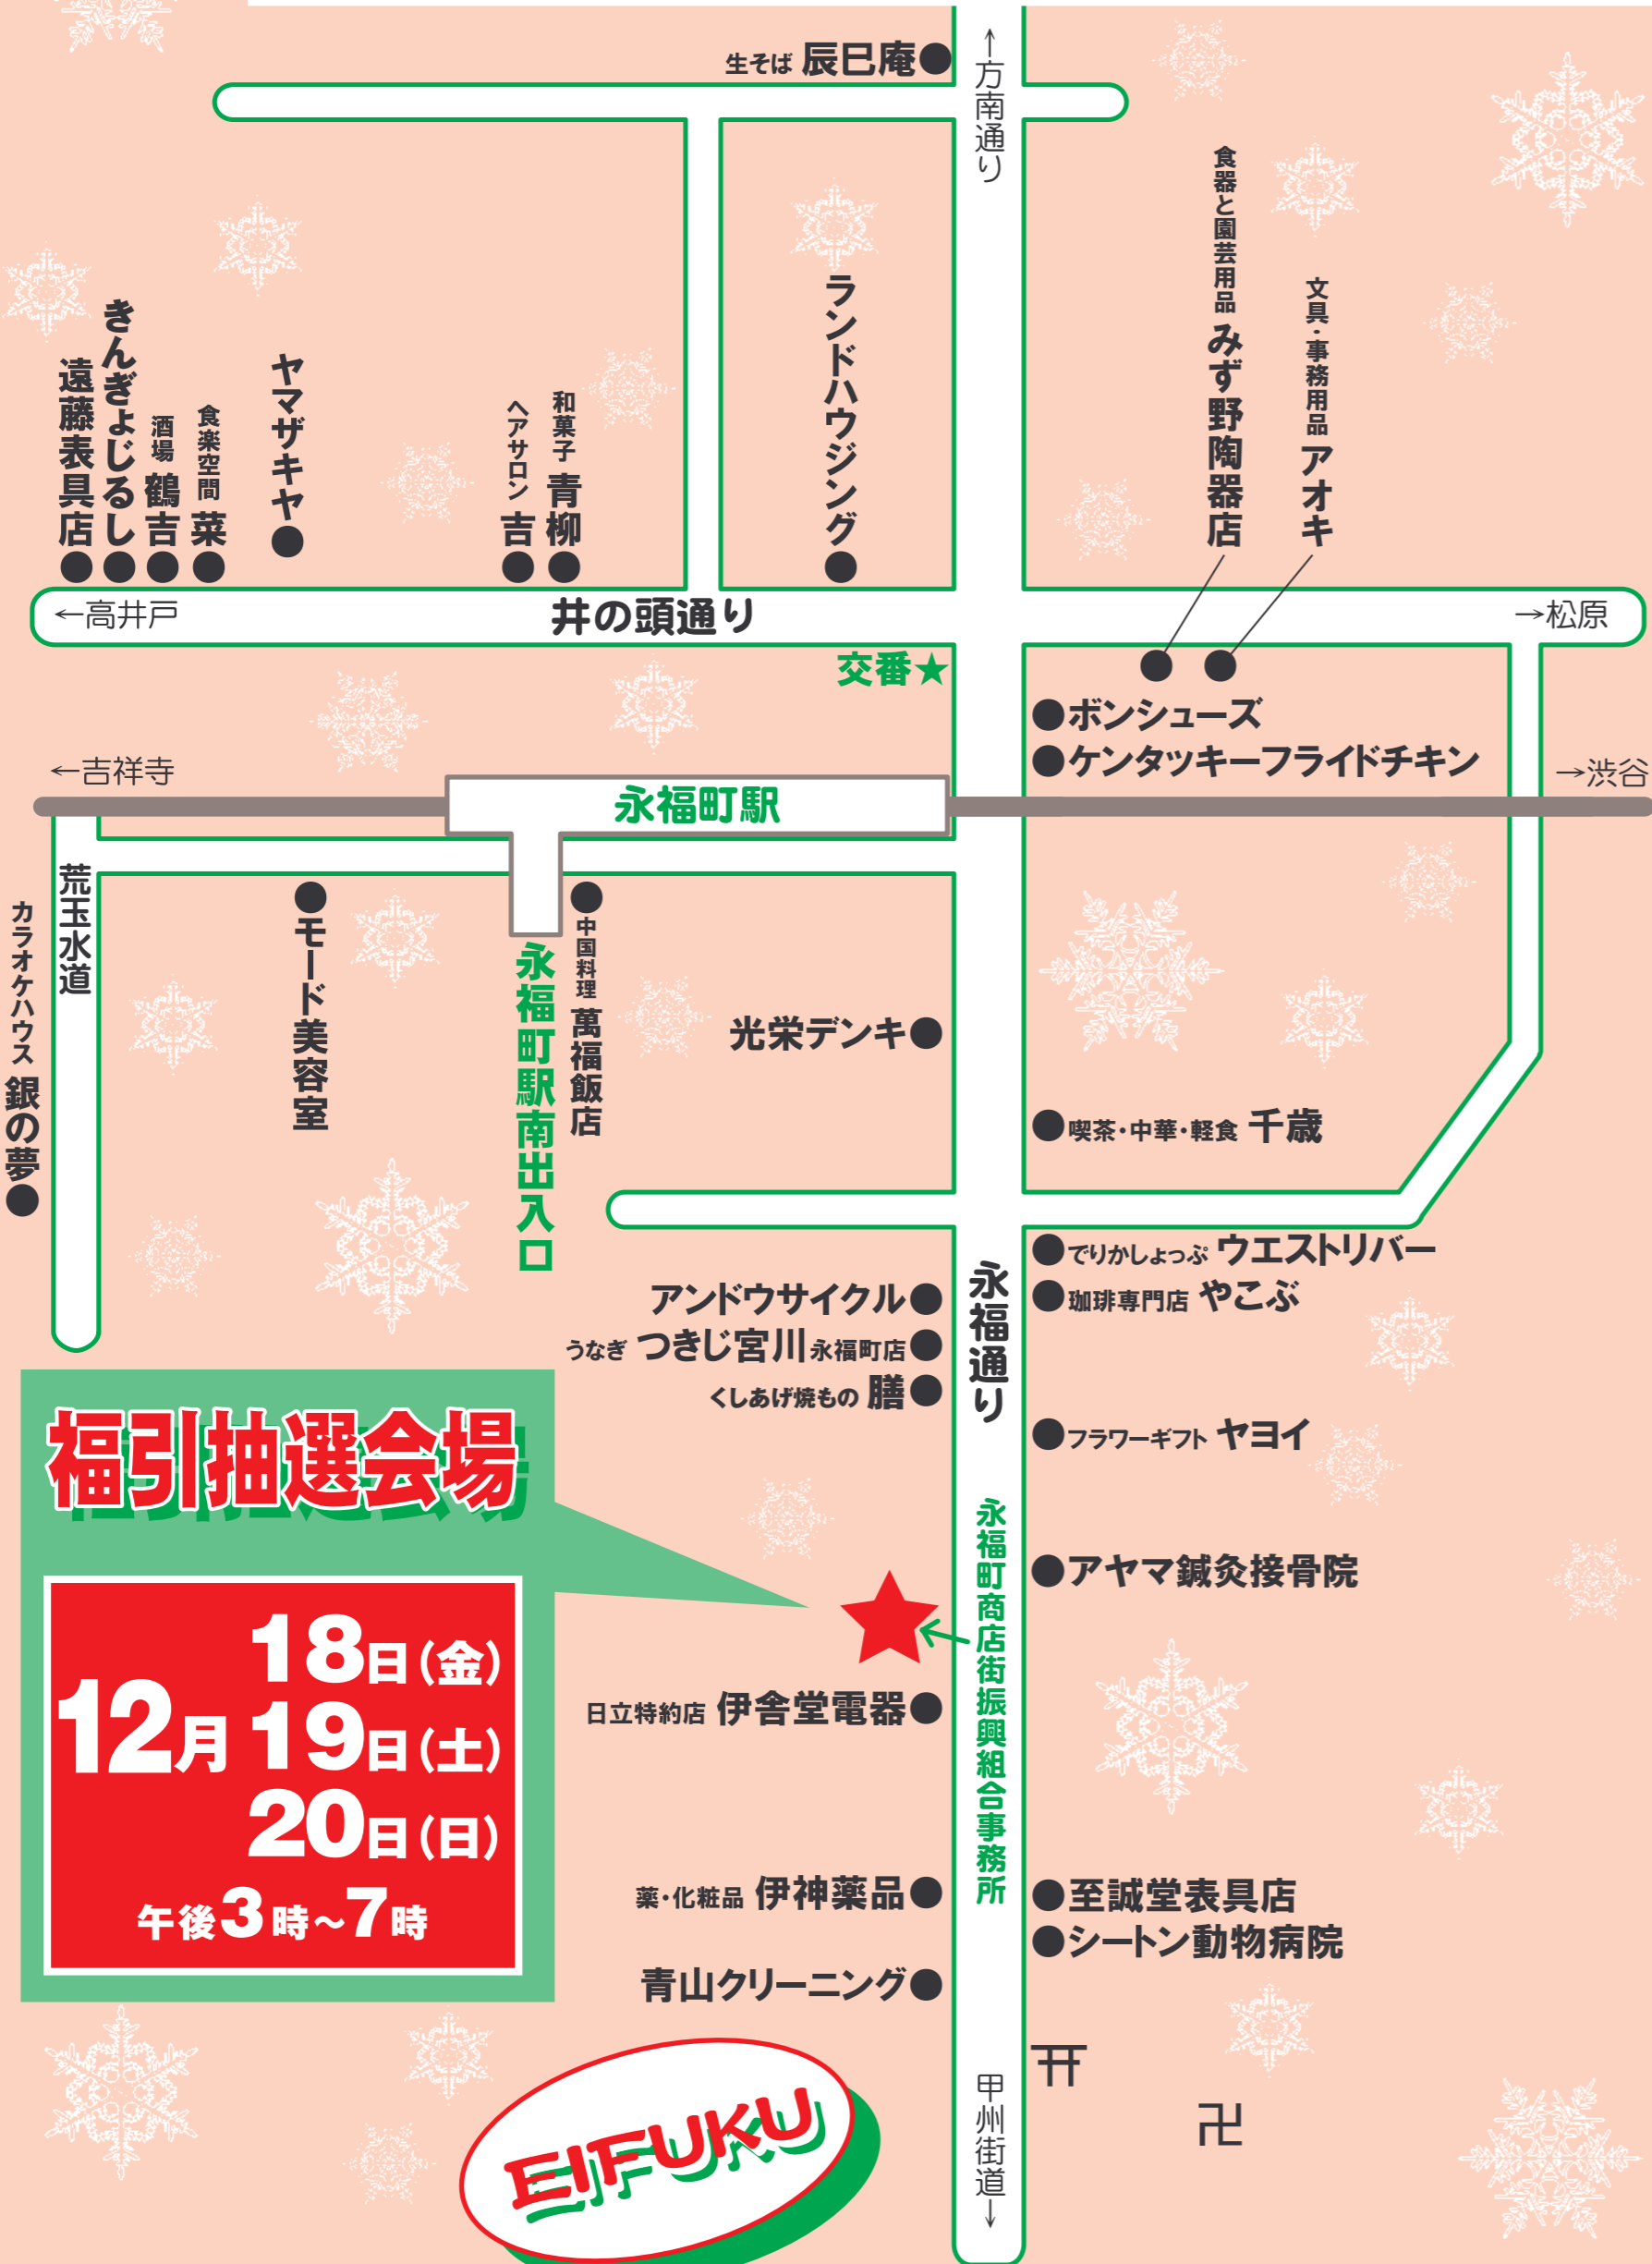 生そば 辰巳庵
↑方南通り
食器と園芸用品 みず野陶器店
文具・事務用品 アオキ
ランドハウジング
和菓子 青柳
ヘアサロン 吉
ヤマザキヤ
食楽空間 菜
酒場 鶴吉
きんぎょじるし
遠藤表具店
←高井戸
井の頭通り
→松原
交番★
ボンシューズ
ケンタッキーフライドチキン
←吉祥寺
永福町駅
→渋谷
荒玉水道
カラオケハウス 銀の夢
モード美容室
永福町駅南出入口
中国料理 萬福飯店
光栄デンキ
喫茶・中華・軽食 千歳
でりかしょっぷ ウエストリバー
珈琲専門店 やこぶ
アンドウサイクル
うなぎ つきじ宮川 永福町店
くしあげ焼もの 膳
永福通り
フラワーギフト ヤヨイ
福引抽選会場
12月
18日(金)
19日(土)
20日(日)
午後3時~7時
永福町商店街振興組合事務所
アヤマ鍼灸接骨院
日立特約店 伊舎堂電器
薬・化粧品 伊神薬品
至誠堂表具店
シートン動物病院
青山クリーニング
卍
甲州街道↓
EIFUKU